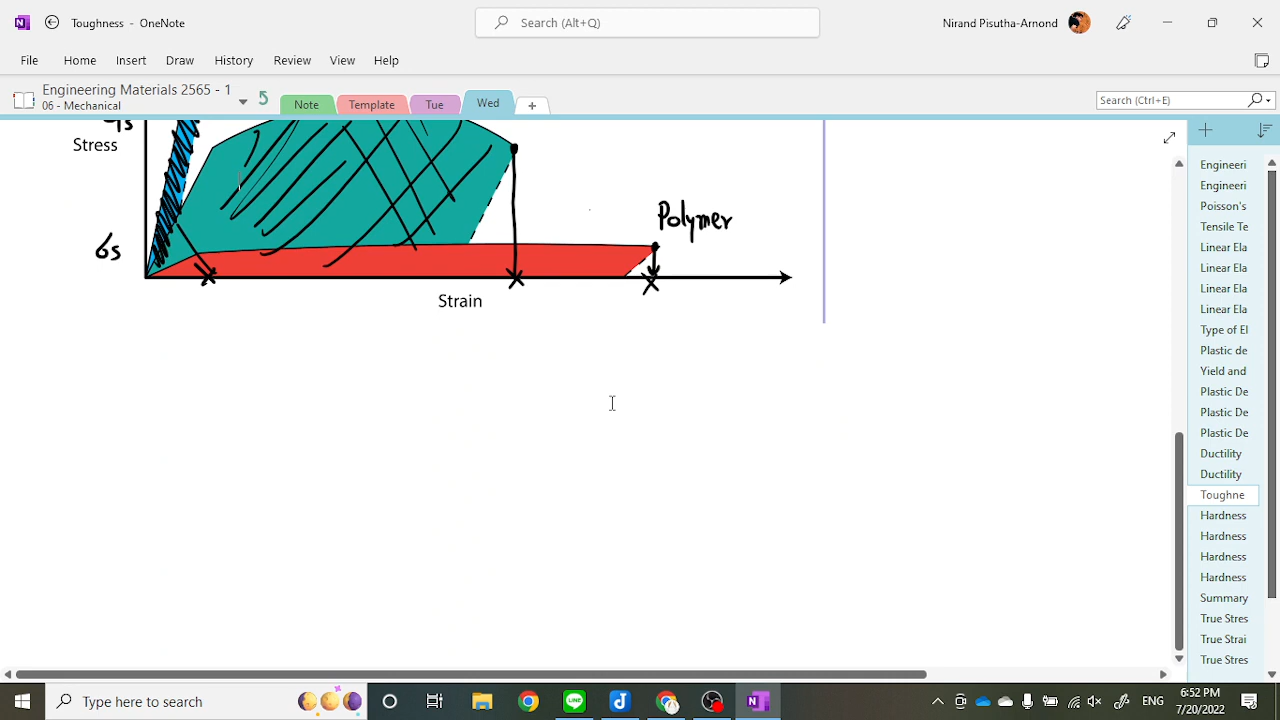 Toughness - OneNote
Search (Alt+Q)
Nirand Pisutha-Arnond
File Home Insert Draw History Review View Help
Engineering Materials 2565 - 1
06 - Mechanical
Note Template Tue Wed
Search (Ctrl+E)
Stress
Polymer
σs
Strain
Engineeri
Engineeri
Poisson's
Tensile Te
Linear Ela
Linear Ela
Linear Ela
Linear Ela
Type of El
Plastic de
Yield and
Plastic De
Plastic De
Plastic De
Ductility
Ductility
Toughne
Hardness
Hardness
Hardness
Hardness
Summary
True Stres
True Strai
True Stres
Type here to search
ENG
6:52 PM
7/20/2022